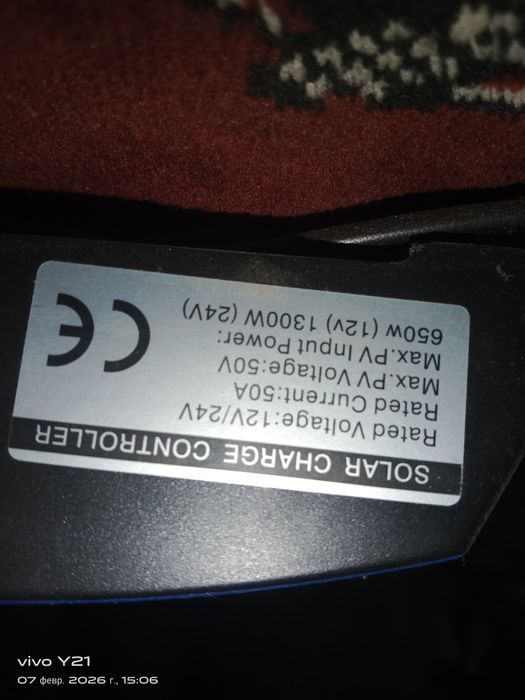 SOLAR CHARGE CONTROLLER
Rated Voltage:12V/24V
Rated Current:50A
Max.PV Voltage:50V
Max.PV Input Power:
650w (12v) 1300W (24V)
CE
vivo Y21
07 февр. 2026 г., 15:06